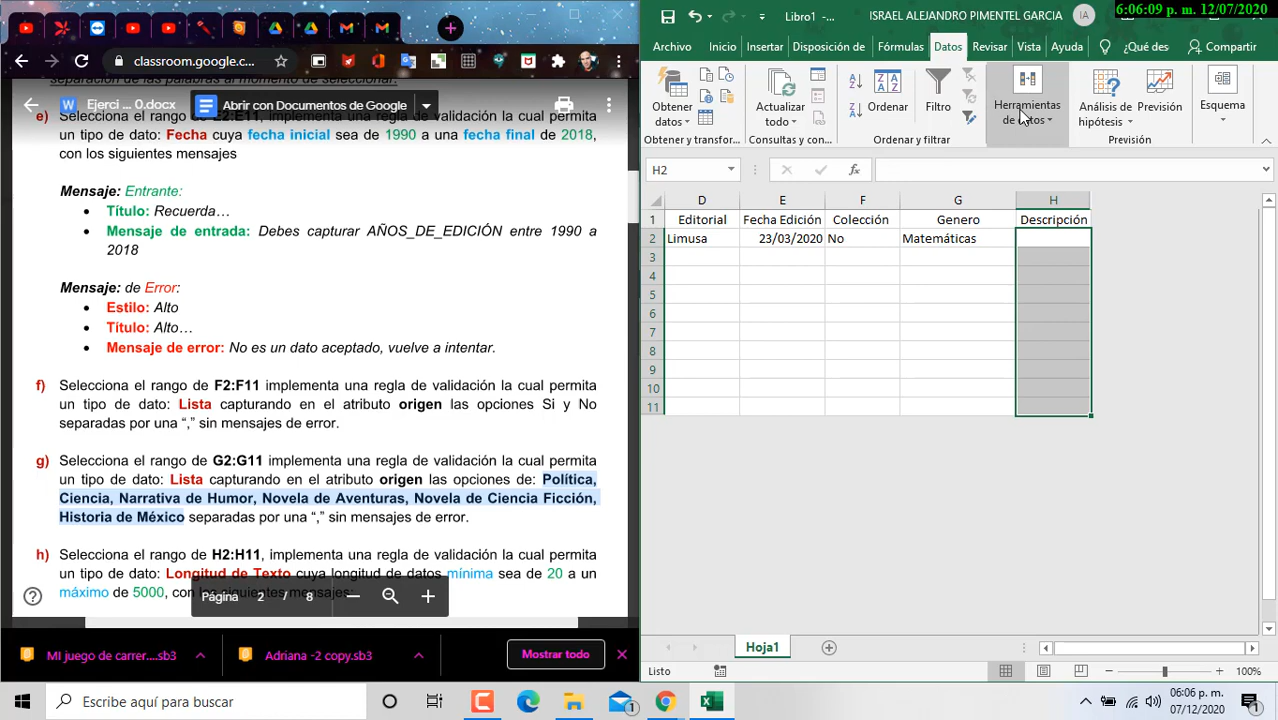 6:06:09 p. m. 12/07/2020
Libro1 -...
ISRAEL ALEJANDRO PIMENTEL GARCIA
IA
classroom.google.c...
Archivo
Inicio
Insertar
Disposición de
Fórmulas
Datos
Revisar
Vista
Ayuda
¿Qué des
Compartir
separación de las palabras al momento de seleccionar.
Ejerci ... 0.docx
Abrir con Documentos de Google
Obtener datos
Actualizar todo
Ordenar
Filtro
Herramientas de datos
Análisis de hipótesis
Previsión
Esquema
Obtener y transfor...
Consultas y con...
Ordenar y filtrar
Previsión
e) Selecciona el rango de E2:E11, implementa una regla de validación la cual permita
un tipo de dato: Fecha cuya fecha inicial sea de 1990 a una fecha final de 2018,
con los siguientes mensajes
Mensaje: Entrante:
• Título: Recuerda…
• Mensaje de entrada: Debes capturar AÑOS_DE_EDICIÓN entre 1990 a
2018
Mensaje: de Error:
• Estilo: Alto
• Título: Alto…
• Mensaje de error: No es un dato aceptado, vuelve a intentar.
f) Selecciona el rango de F2:F11 implementa una regla de validación la cual permita
un tipo de dato: Lista capturando en el atributo origen las opciones Si y No
separadas por una “,” sin mensajes de error.
g) Selecciona el rango de G2:G11 implementa una regla de validación la cual permita
un tipo de dato: Lista capturando en el atributo origen las opciones de: Política,
Ciencia, Narrativa de Humor, Novela de Aventuras, Novela de Ciencia Ficción,
Historia de México separadas por una “,” sin mensajes de error.
h) Selecciona el rango de H2:H11, implementa una regla de validación la cual permita
un tipo de dato: Longitud de Texto cuya longitud de datos mínima sea de 20 a un
máximo de 5000, con los siguientes mensajes:
Página 2 / 8
H2
D E F G H
1 Editorial Fecha Edición Colección Genero Descripción
2 Limusa 23/03/2020 No Matemáticas
3
4
5
6
7
8
9
10
11
Hoja1
Listo
100%
MI juego de carrer....sb3
Adriana -2 copy.sb3
Mostrar todo
Escribe aquí para buscar
06:06 p. m.
07/12/2020